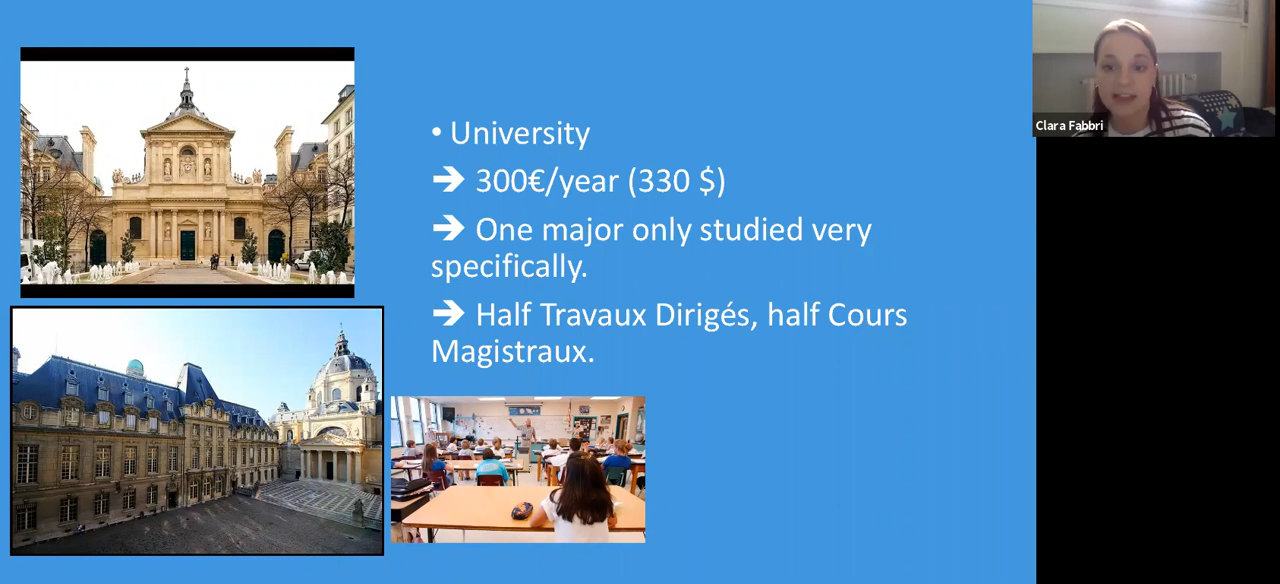 • University
➔ 300€/year (330 $)
➔ One major only studied very
specifically.
➔ Half Travaux Dirigés, half Cours
Magistraux.
Clara Fabbri